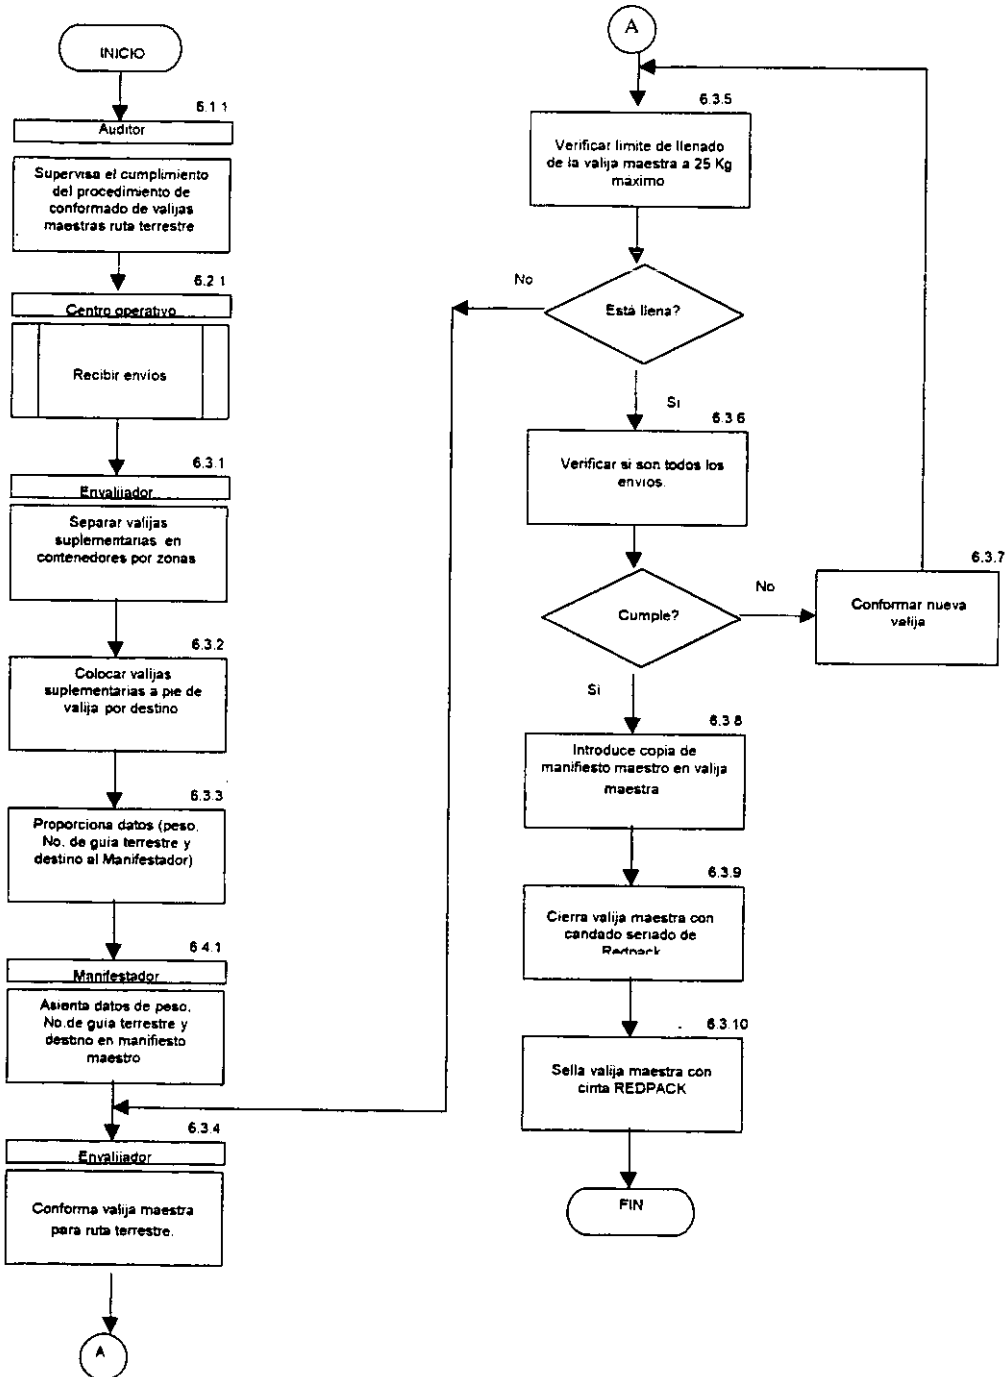 INICIO
6.1.1
Auditor
Supervisa el cumplimiento
del procedimiento de
conformado de valijas
maestras ruta terrestre
6.2.1
Centro operativo
Recibir envíos
6.3.1
Envalijador
Separar valijas
suplementarias en
contenedores por zonas
6.3.2
Colocar valijas
suplementarias a pie de
valija por destino
6.3.3
Proporciona datos (peso,
No. de guía terrestre y
destino al Manifestador)
6.4.1
Manifestador
Asienta datos de peso,
No.de guía terrestre y
destino en manifiesto
maestro
6.3.4
Envalijador
Conforma valija maestra
para ruta terrestre.
A
A
6.3.5
Verificar límite de llenado
de la valija maestra a 25 Kg
máximo
No
Está llena?
Si
6.3.6
Verificar si son todos los
envíos.
Cumple?
No
6.3.7
Conformar nueva
valija
Si
6.3.8
Introduce copia de
manifiesto maestro en valija
maestra
6.3.9
Cierra valija maestra con
candado seriado de
Redpack
6.3.10
Sella valija maestra con
cinta REDPACK
FIN